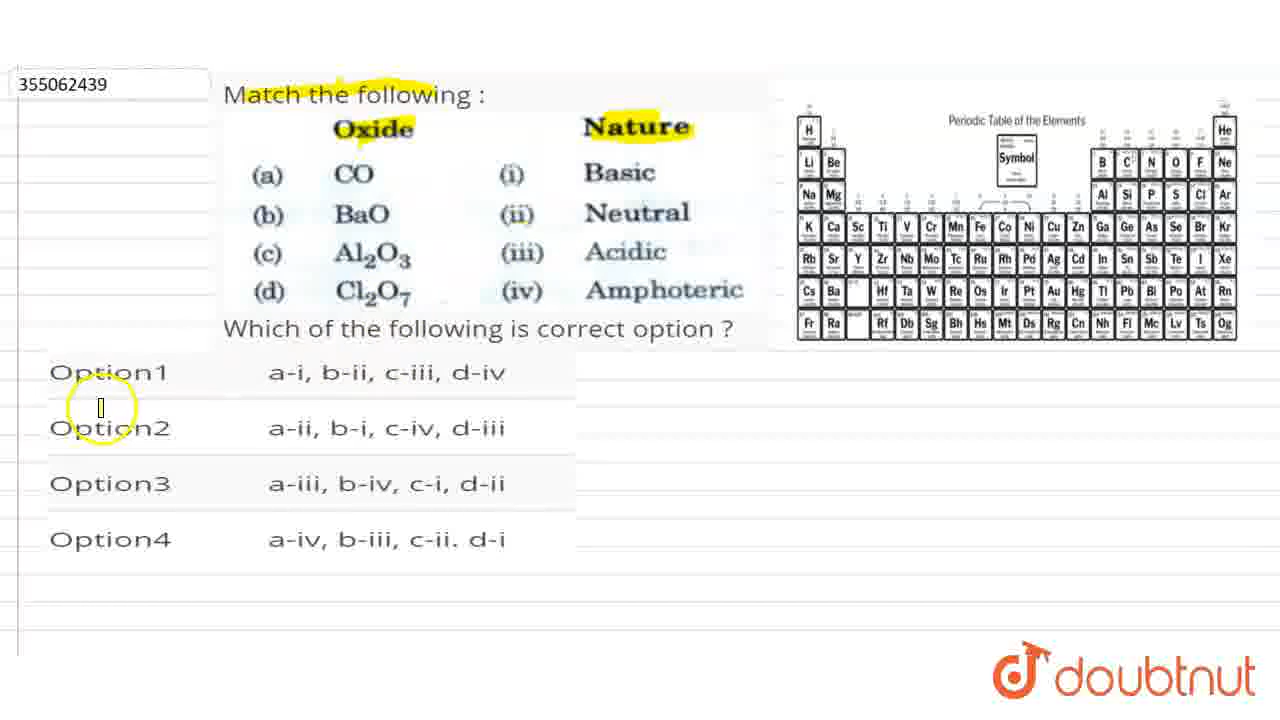 355062439
Match the following :
Oxide Nature
(a) CO (i) Basic
(b) BaO (ii) Neutral
(c) Al₂O₃ (iii) Acidic
(d) Cl₂O₇ (iv) Amphoteric
Which of the following is correct option ?
Option1 a-i, b-ii, c-iii, d-iv
Option2 a-ii, b-i, c-iv, d-iii
Option3 a-iii, b-iv, c-i, d-ii
Option4 a-iv, b-iii, c-ii. d-i
Periodic Table of the Elements
Symbol
H He
Li Be B C N O F Ne
Na Mg Al Si P S Cl Ar
K Ca Sc Ti V Cr Mn Fe Co Ni Cu Zn Ga Ge As Se Br Kr
Rb Sr Y Zr Nb Mo Tc Ru Rh Pd Ag Cd In Sn Sb Te I Xe
Cs Ba Hf Ta W Re Os Ir Pt Au Hg Tl Pb Bi Po At Rn
Fr Ra Rf Db Sg Bh Hs Mt Ds Rg Cn Nh Fl Mc Lv Ts Og
doubtnut